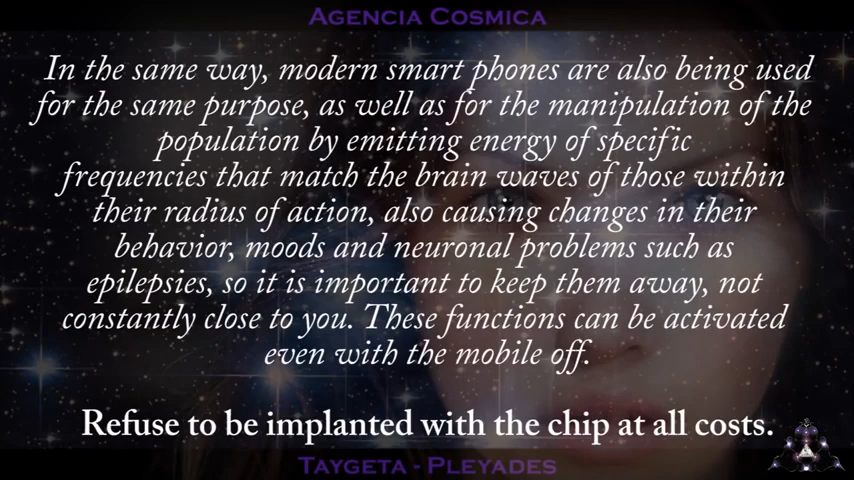 AGENCIA COSMICA
In the same way, modern smart phones are also being used
for the same purpose, as well as for the manipulation of the
population by emitting energy of specific
frequencies that match the brain waves of those within
their radius of action, also causing changes in their
behavior, moods and neuronal problems such as
epilepsies, so it is important to keep them away, not
constantly close to you. These functions can be activated
even with the mobile off.
Refuse to be implanted with the chip at all costs.
TAYGETA - PLEYADES